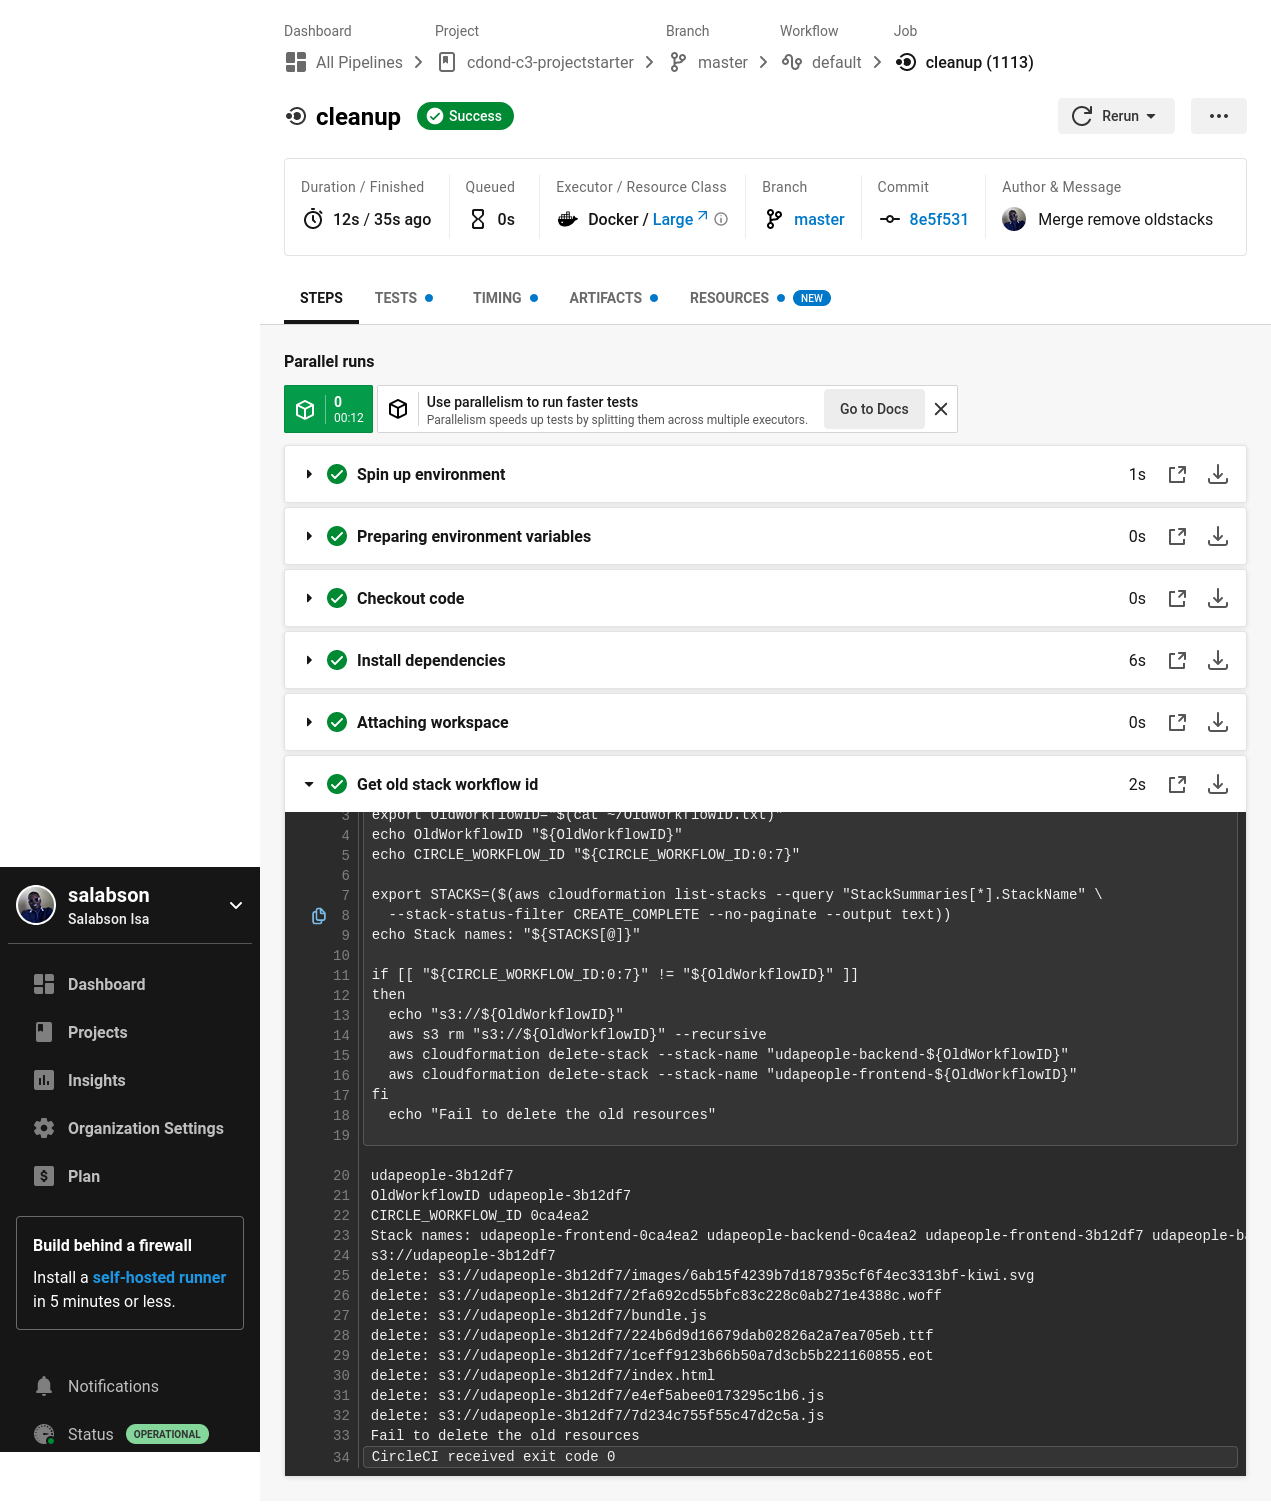 Dashboard Project Branch Workflow Job
All Pipelines cdond-c3-projectstarter master default cleanup (1113)
cleanup Success Rerun
Duration / Finished Queued Executor / Resource Class Branch Commit Author & Message
12s / 35s ago 0s Docker / Large master 8e5f531 Merge remove oldstacks
STEPS TESTS TIMING ARTIFACTS RESOURCES NEW
Parallel runs
0
00:12
Use parallelism to run faster tests
Parallelism speeds up tests by splitting them across multiple executors.
Go to Docs
Spin up environment 1s
Preparing environment variables 0s
Checkout code 0s
Install dependencies 6s
Attaching workspace 0s
Get old stack workflow id 2s
3 export OldWorkflowID="$(cat ~/OldWorkflowID.txt)"
4 echo OldWorkflowID "${OldWorkflowID}"
5 echo CIRCLE_WORKFLOW_ID "${CIRCLE_WORKFLOW_ID:0:7}"
6
7 export STACKS=($(aws cloudformation list-stacks --query "StackSummaries[*].StackName" \
8   --stack-status-filter CREATE_COMPLETE --no-paginate --output text))
9 echo Stack names: "${STACKS[@]}"
10
11 if [[ "${CIRCLE_WORKFLOW_ID:0:7}" != "${OldWorkflowID}" ]]
12 then
13   echo "s3://${OldWorkflowID}"
14   aws s3 rm "s3://${OldWorkflowID}" --recursive
15   aws cloudformation delete-stack --stack-name "udapeople-backend-${OldWorkflowID}"
16   aws cloudformation delete-stack --stack-name "udapeople-frontend-${OldWorkflowID}"
17 fi
18   echo "Fail to delete the old resources"
19
20 udapeople-3b12df7
21 OldWorkflowID udapeople-3b12df7
22 CIRCLE_WORKFLOW_ID 0ca4ea2
23 Stack names: udapeople-frontend-0ca4ea2 udapeople-backend-0ca4ea2 udapeople-frontend-3b12df7 udapeople-ba
24 s3://udapeople-3b12df7
25 delete: s3://udapeople-3b12df7/images/6ab15f4239b7d187935cf6f4ec3313bf-kiwi.svg
26 delete: s3://udapeople-3b12df7/2fa692cd55bfc83c228c0ab271e4388c.woff
27 delete: s3://udapeople-3b12df7/bundle.js
28 delete: s3://udapeople-3b12df7/224b6d9d16679dab02826a2a7ea705eb.ttf
29 delete: s3://udapeople-3b12df7/1ceff9123b66b50a7d3cb5b221160855.eot
30 delete: s3://udapeople-3b12df7/index.html
31 delete: s3://udapeople-3b12df7/e4ef5abee0173295c1b6.js
32 delete: s3://udapeople-3b12df7/7d234c755f55c47d2c5a.js
33 Fail to delete the old resources
34 CircleCI received exit code 0
salabson
Salabson Isa
Dashboard
Projects
Insights
Organization Settings
Plan
Build behind a firewall
Install a self-hosted runner
in 5 minutes or less.
Notifications
Status OPERATIONAL